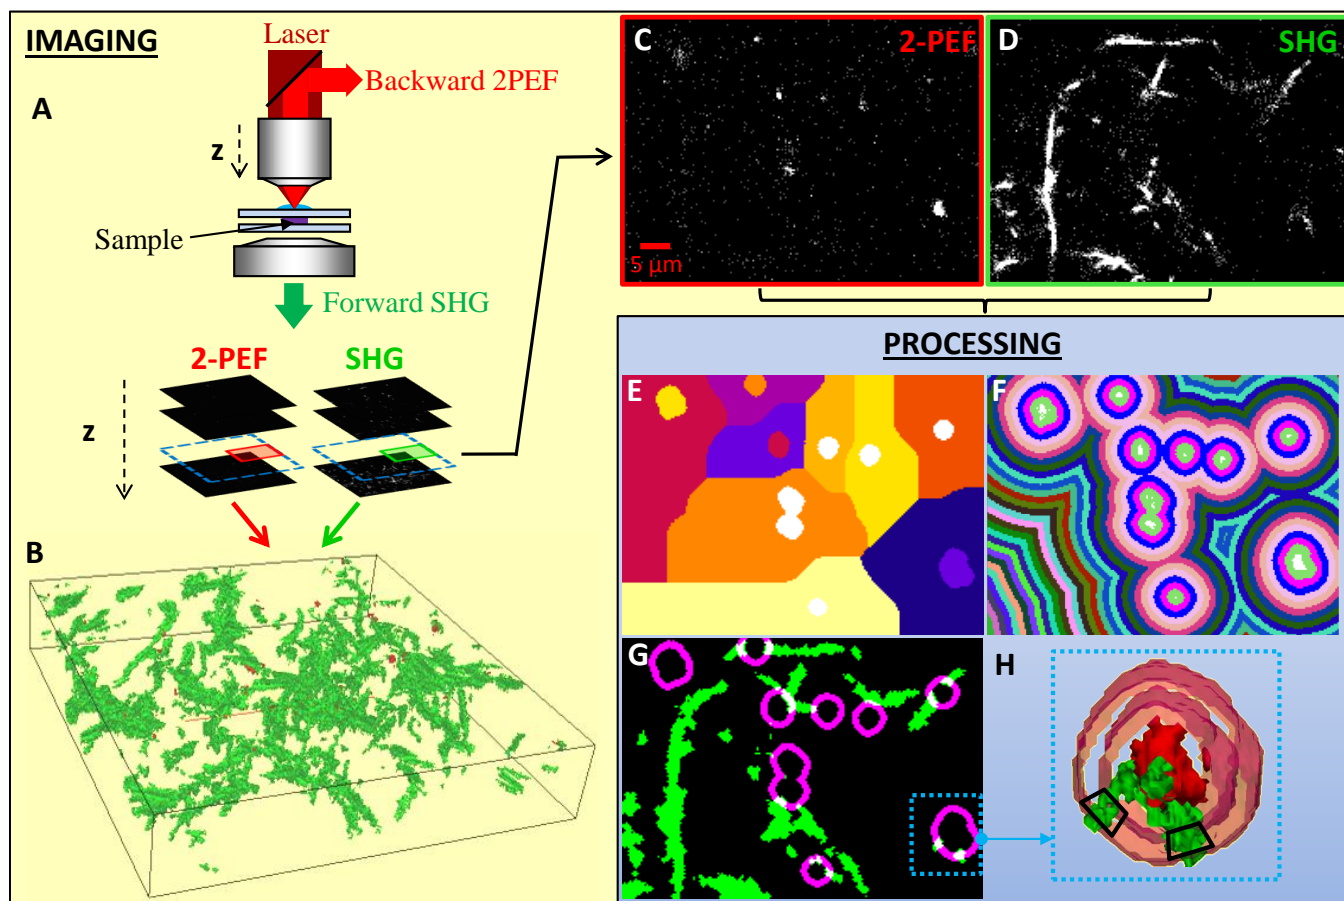 IMAGING
Laser
Backward 2PEF
A
z
Sample
Forward SHG
2-PEF
SHG
z
B
C
2-PEF
5 µm
D
SHG
PROCESSING
E
F
G
H